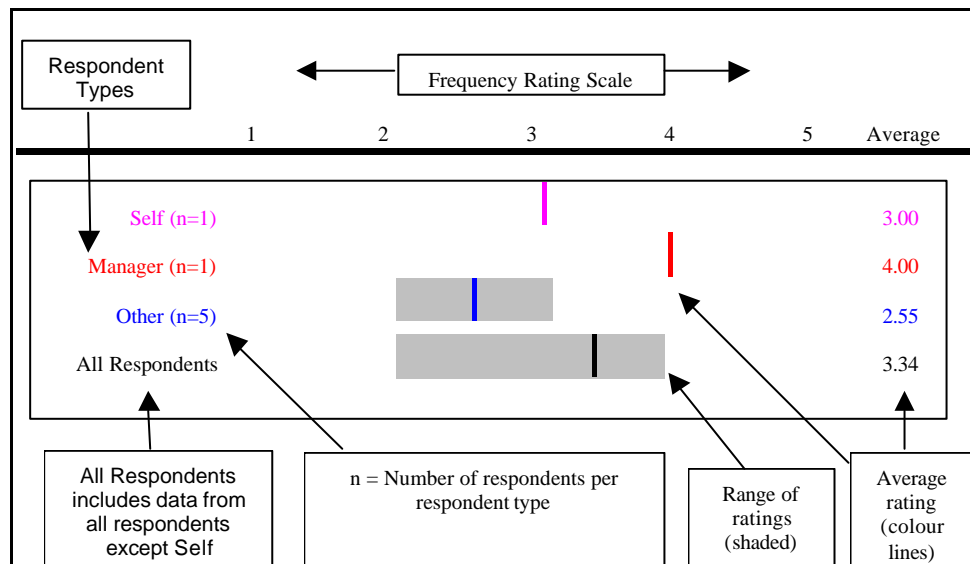 Respondent
Types
Frequency Rating Scale
1 2 3 4 5 Average
Self (n=1) 3.00
Manager (n=1) 4.00
Other (n=5) 2.55
All Respondents 3.34
All Respondents
includes data from
all respondents
except Self
n = Number of respondents per
respondent type
Range of
ratings
(shaded)
Average
rating
(colour
lines)